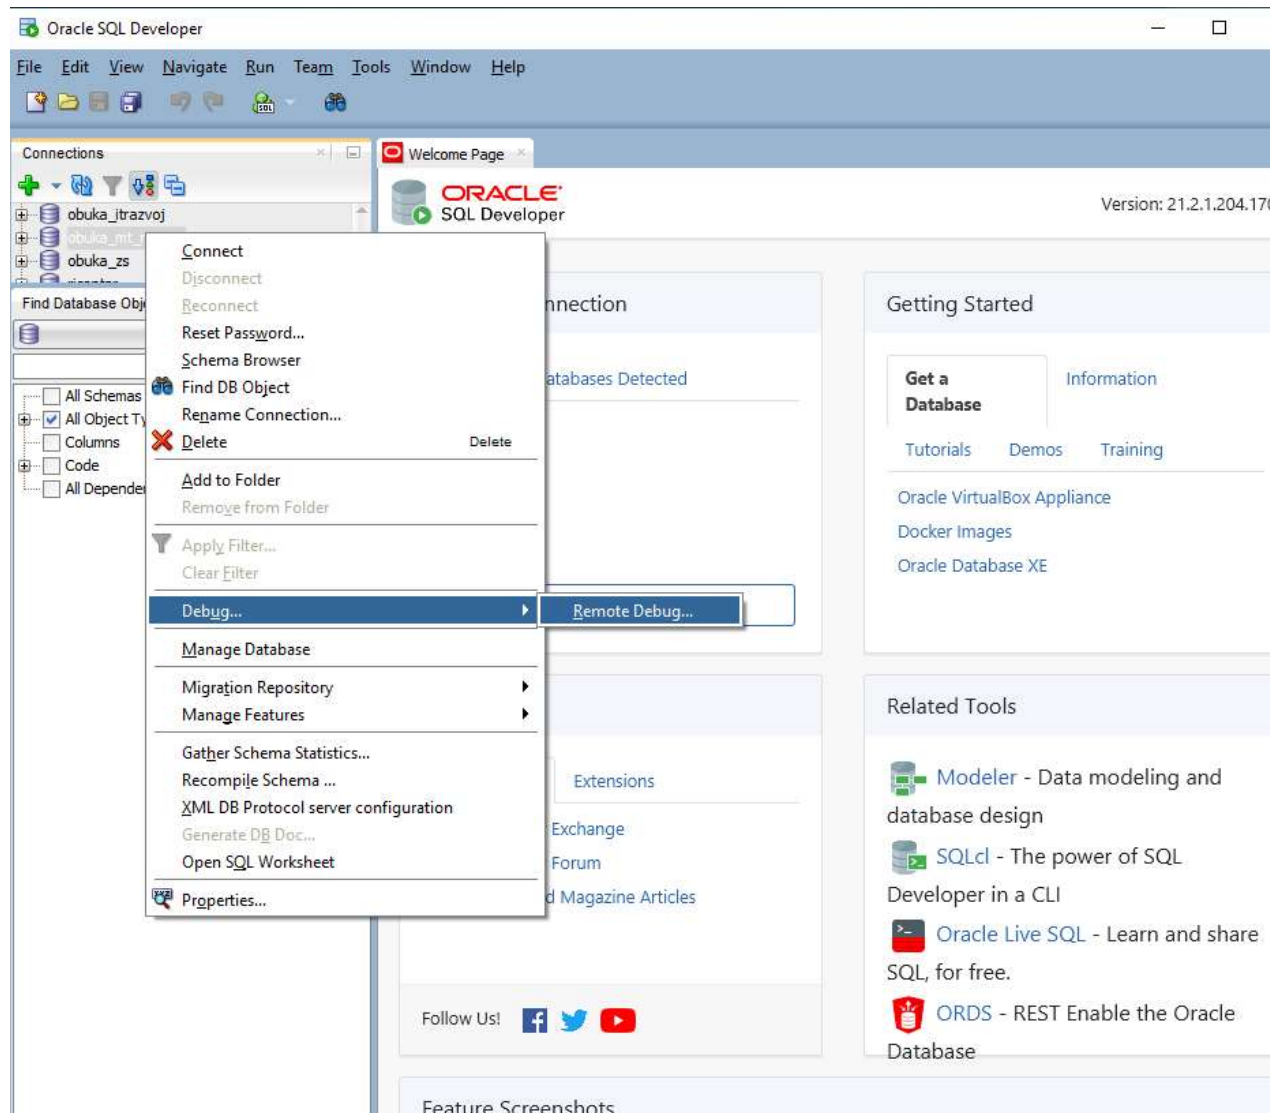 Oracle SQL Developer
File Edit View Navigate Run Team Tools Window Help
SQL
Connections
Welcome Page
ORACLE
SQL Developer
Version: 21.2.1.204.170
obuka_itrazvoj
obuka_mt_
obuka_zs
Find Database Obj
All Schemas
All Object Ty
Columns
Code
All Depende
Connect
Disconnect
Reconnect
Reset Password...
Schema Browser
Find DB Object
Rename Connection...
Delete Delete
Add to Folder
Remove from Folder
Apply Filter...
Clear Filter
Debug...
Remote Debug...
Manage Database
Migration Repository
Manage Features
Gather Schema Statistics...
Recompile Schema ...
XML DB Protocol server configuration
Generate DB Doc...
Open SQL Worksheet
Properties...
nnection
atabases Detected
Extensions
Exchange
Forum
d Magazine Articles
Follow Us!
Getting Started
Get a Database
Information
Tutorials Demos Training
Oracle VirtualBox Appliance
Docker Images
Oracle Database XE
Related Tools
Modeler - Data modeling and
database design
SQLcl - The power of SQL
Developer in a CLI
Oracle Live SQL - Learn and share
SQL, for free.
ORDS - REST Enable the Oracle
Database
Feature Screenshots